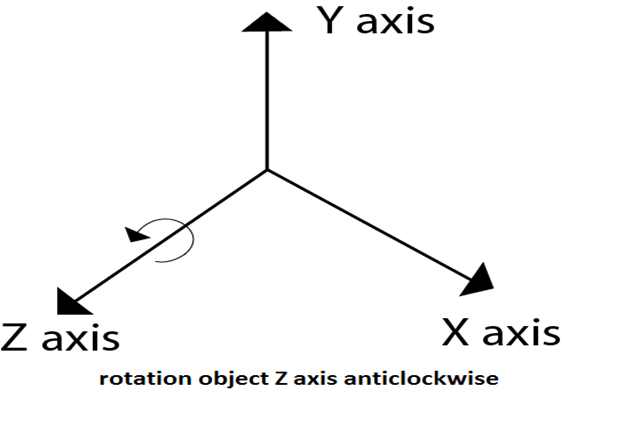 Y axis
Z axis
X axis
rotation object Z axis anticlockwise